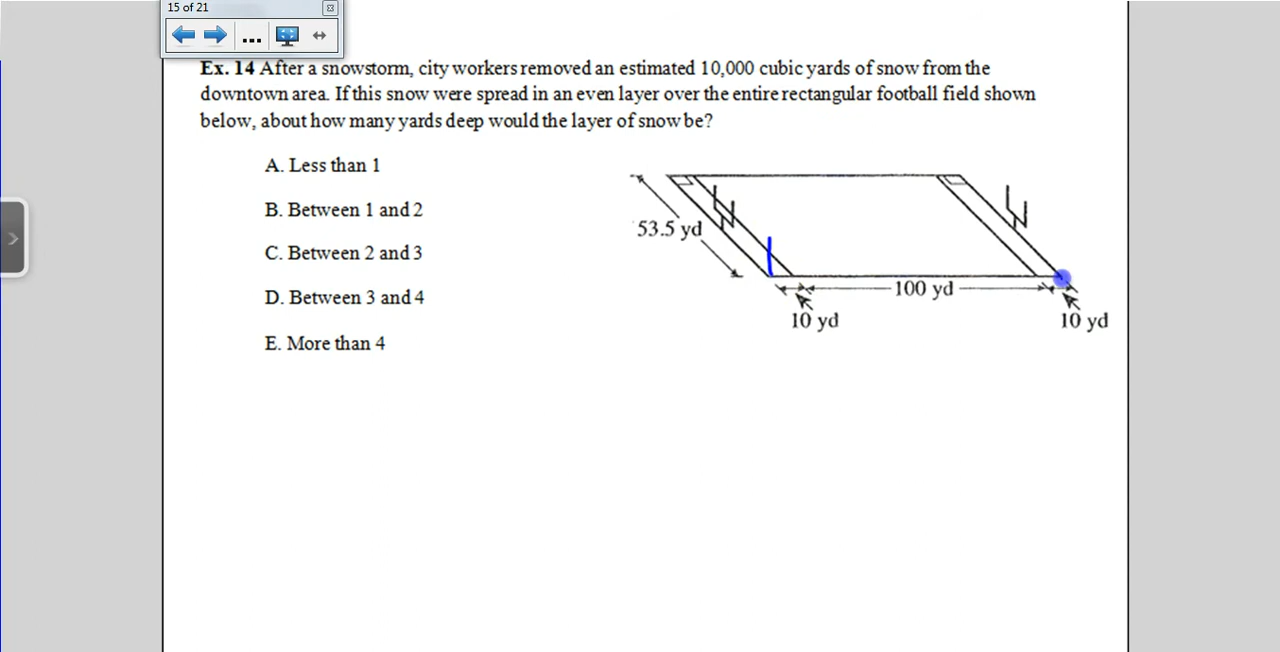 15 of 21
Ex. 14 After a snowstorm, city workers removed an estimated 10,000 cubic yards of snow from the
downtown area. If this snow were spread in an even layer over the entire rectangular football field shown
below, about how many yards deep would the layer of snow be?
A. Less than 1
B. Between 1 and 2
C. Between 2 and 3
D. Between 3 and 4
E. More than 4
53.5 yd
100 yd
10 yd
10 yd